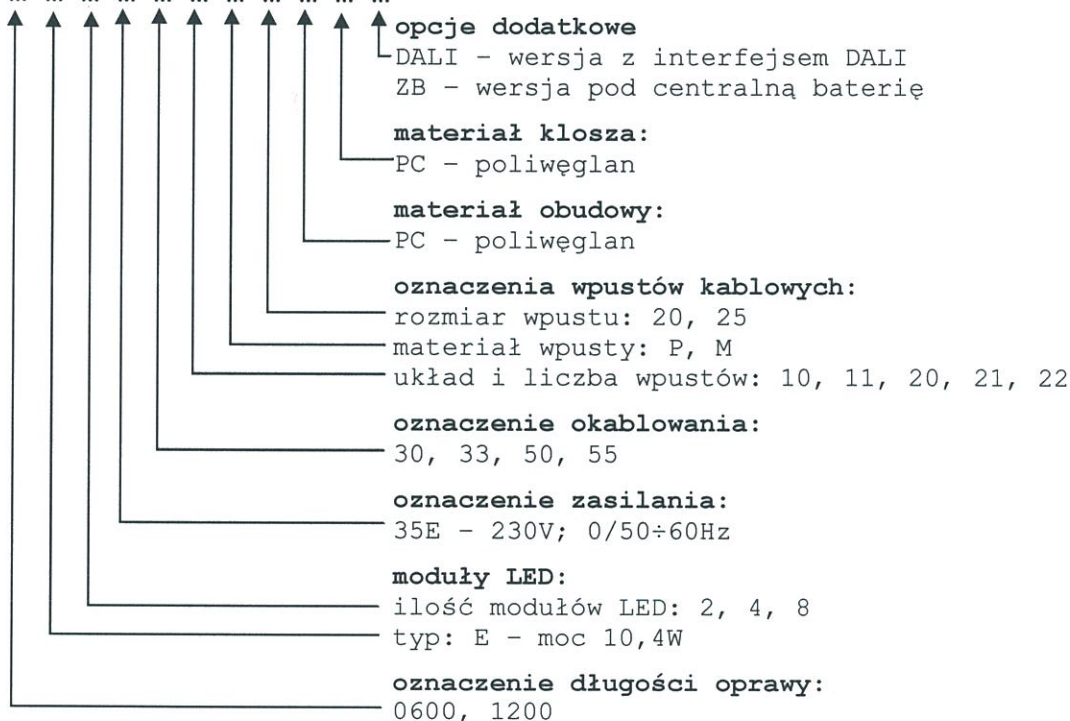 ... ... ... ... ... ... ... ... ... ... ...
opcje dodatkowe
DALI – wersja z interfejsem DALI
ZB – wersja pod centralną baterię
materiał klosza:
PC – poliwęglan
materiał obudowy:
PC – poliwęglan
oznaczenia wpustów kablowych:
rozmiar wpustu: 20, 25
materiał wpusty: P, M
układ i liczba wpustów: 10, 11, 20, 21, 22
oznaczenie okablowania:
30, 33, 50, 55
oznaczenie zasilania:
35E – 230V; 0/50÷60Hz
moduły LED:
ilość modułów LED: 2, 4, 8
typ: E – moc 10,4W
oznaczenie długości oprawy:
0600, 1200